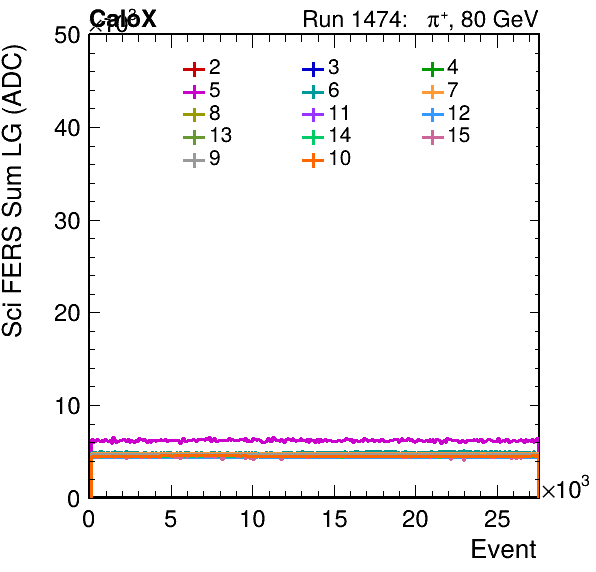 CaloX ×10³ Run 1474: π⁺, 80 GeV
Sci FERS Sum LG (ADC)
50
40
30
20
10
0
2 3 4
5 6 7
8 11 12
13 14 15
9 10
0 5 10 15 20 25
×10³
Event